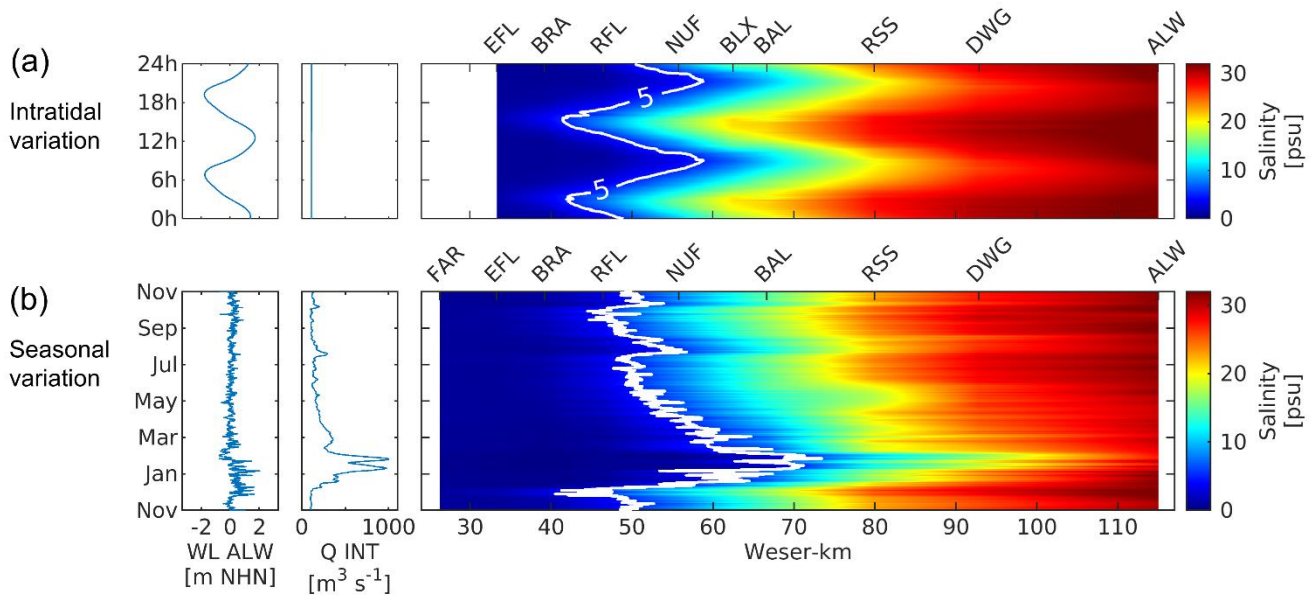 EFL BRA RFL NUF BLX BAL RSS DWG ALW
(a)
Intratidal
variation
24h
18h
12h
6h
0h
5
5
30
20
10
0
Salinity
[psu]
FAR EFL BRA RFL NUF BAL RSS DWG ALW
(b)
Seasonal
variation
Nov
Sep
Jul
May
Mar
Jan
Nov
30
20
10
0
Salinity
[psu]
-2 0 2
WL ALW
[m NHN]
0 1000
Q INT
[m³ s⁻¹]
30 40 50 60 70 80 90 100 110
Weser-km